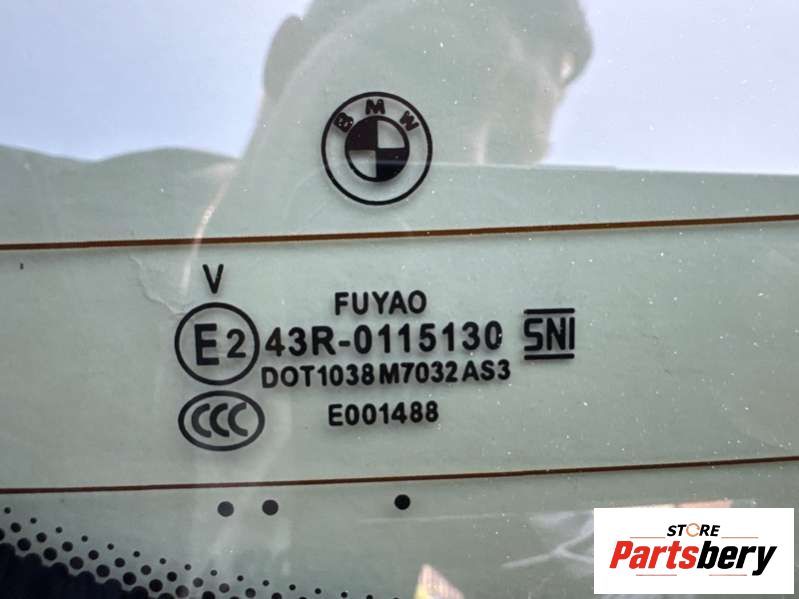 BMW
V
FUYAO
E2 43R-0115130 SNI
DOT1038 M7032 AS3
CCC E001488
STORE
Partsbery